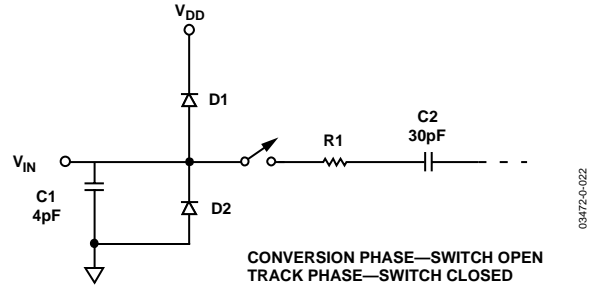 VDD
D1
C2
30pF
R1
VIN
C1
4pF
D2
CONVERSION PHASE—SWITCH OPEN
TRACK PHASE—SWITCH CLOSED
03472-0-022